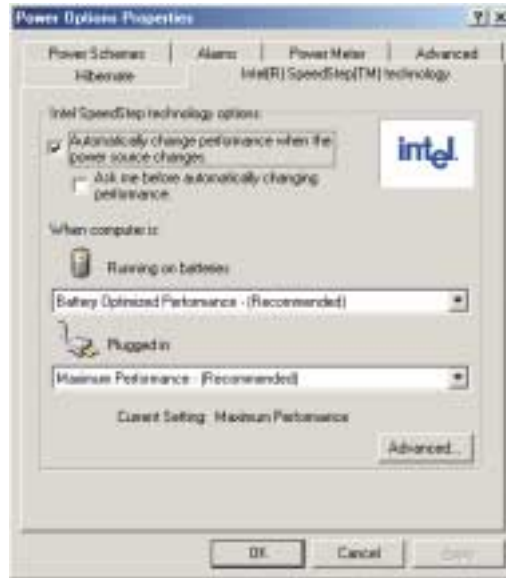 Power Options Properties
Power Schemes
Alarms
Power Meter
Advanced
Hibernate
Intel(R) SpeedStep(TM) technology
Intel SpeedStep technology options
Automatically change performance when the
power source changes
Ask me before automatically changing
performance.
intel.
When computer is:
Running on batteries
Battery Optimized Performance - (Recommended)
Plugged in
Maximum Performance - (Recommended)
Current Setting: Maximum Performance
Advanced...
OK
Cancel
Apply